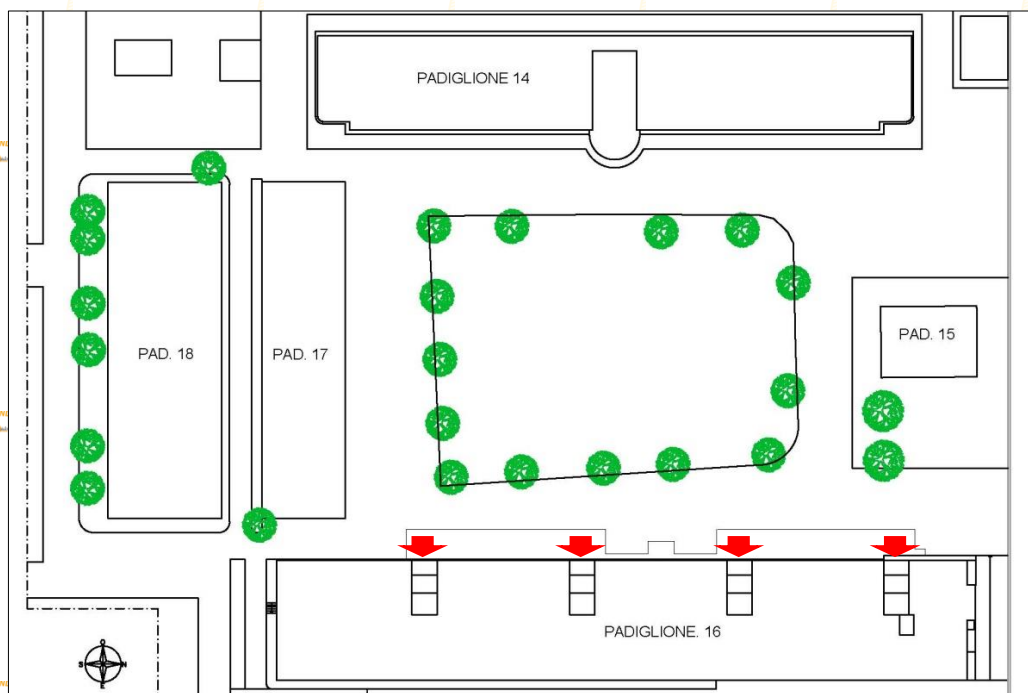 PADIGLIONE 14
PAD. 15
PAD. 18
PAD. 17
PADIGLIONE. 16
O
S N
E